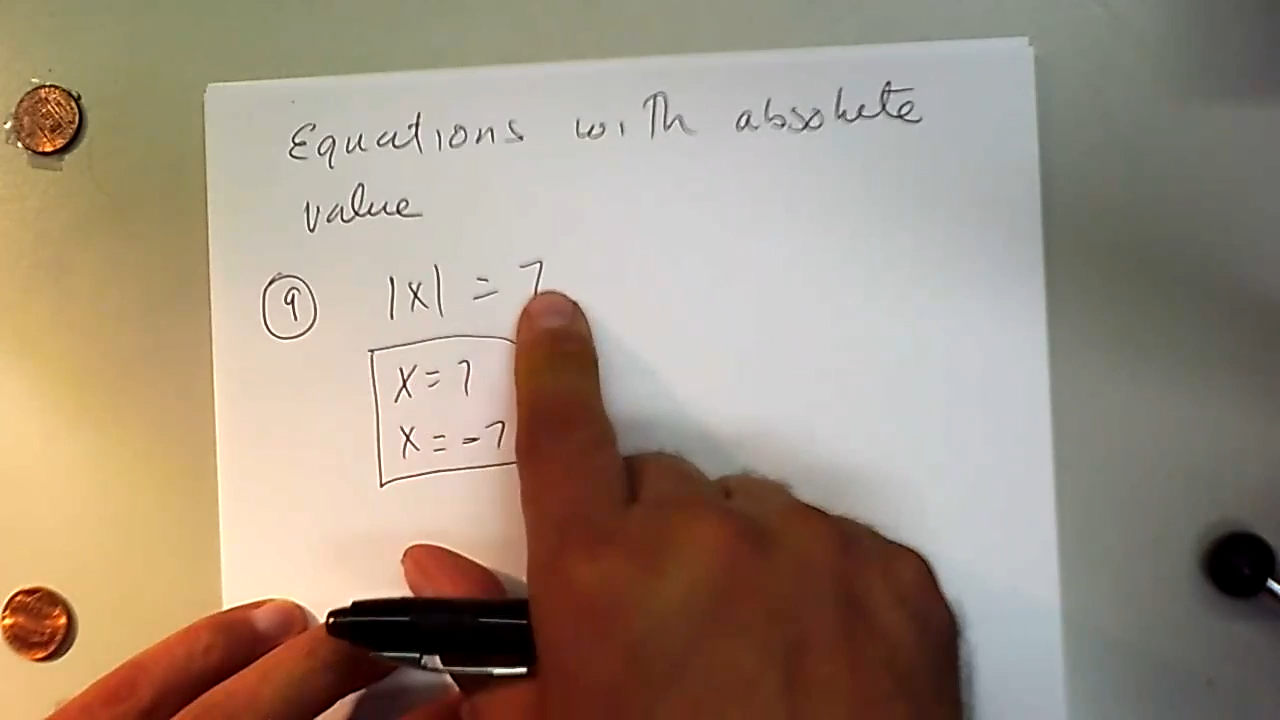 Equations with absolute
value
9 |x| = 7
x = 7
x = -7